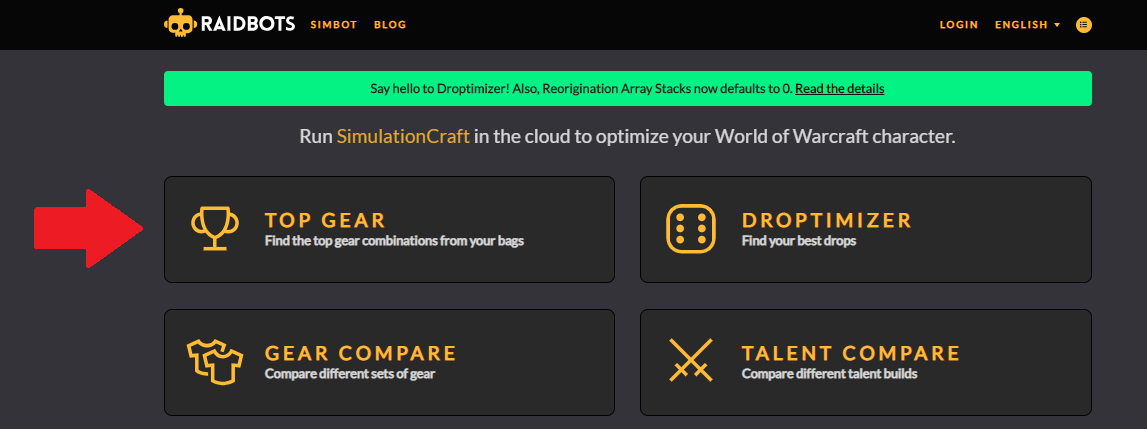 RAIDBOTS SIMBOT BLOG LOGIN ENGLISH
Say hello to Droptimizer! Also, Reorigination Array Stacks now defaults to 0. Read the details
Run SimulationCraft in the cloud to optimize your World of Warcraft character.
TOP GEAR
Find the top gear combinations from your bags
DROPTIMIZER
Find your best drops
GEAR COMPARE
Compare different sets of gear
TALENT COMPARE
Compare different talent builds